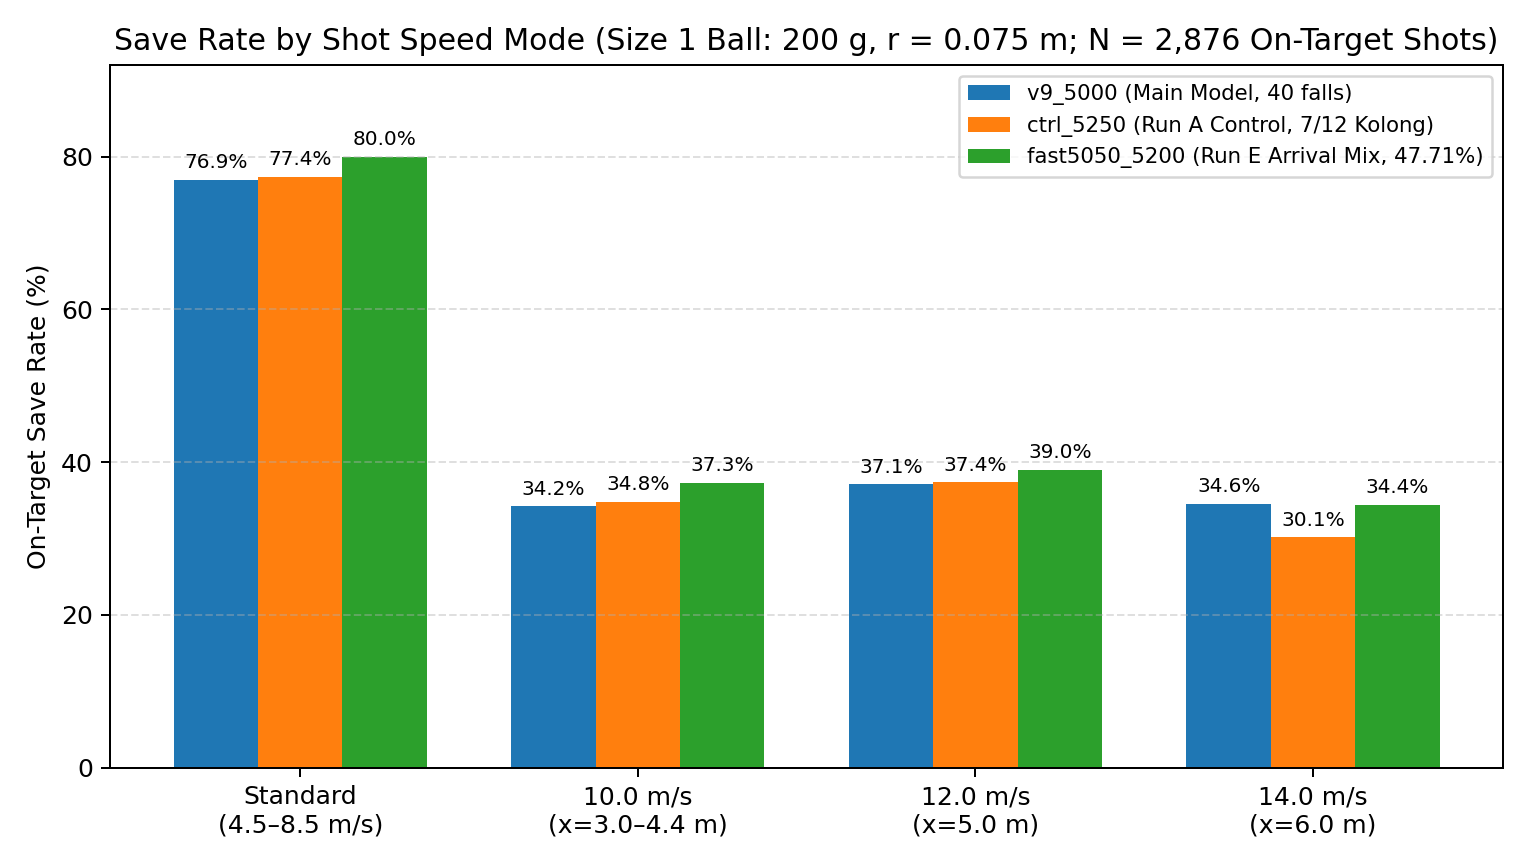 Save Rate by Shot Speed Mode (Size 1 Ball: 200 g, r = 0.075 m; N = 2,876 On-Target Shots)
v9_5000 (Main Model, 40 falls)
ctrl_5250 (Run A Control, 7/12 Kolong)
fast5050_5200 (Run E Arrival Mix, 47.71%)
On-Target Save Rate (%)
80
60
40
20
0
76.9%
77.4%
80.0%
34.2%
34.8%
37.3%
37.1%
37.4%
39.0%
34.6%
30.1%
34.4%
Standard
(4.5–8.5 m/s)
10.0 m/s
(x=3.0–4.4 m)
12.0 m/s
(x=5.0 m)
14.0 m/s
(x=6.0 m)